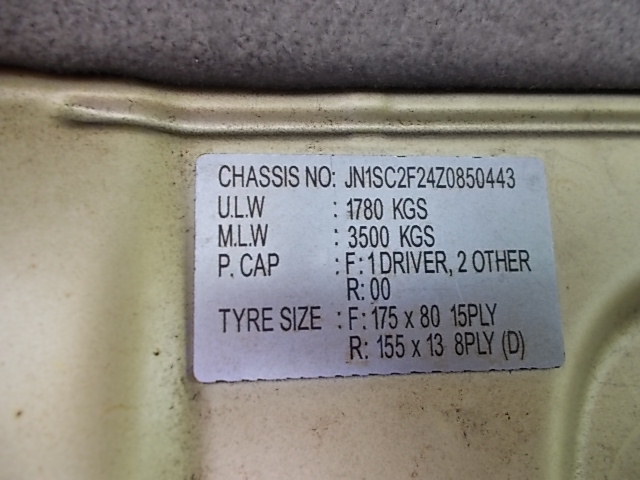 CHASSIS NO: JN1SC2F24Z0850443
U.L.W : 1780 KGS
M.L.W : 3500 KGS
P. CAP : F: 1 DRIVER, 2 OTHER
R: 00
TYRE SIZE : F: 175 x 80 15PLY
R: 155 x 13 8PLY (D)